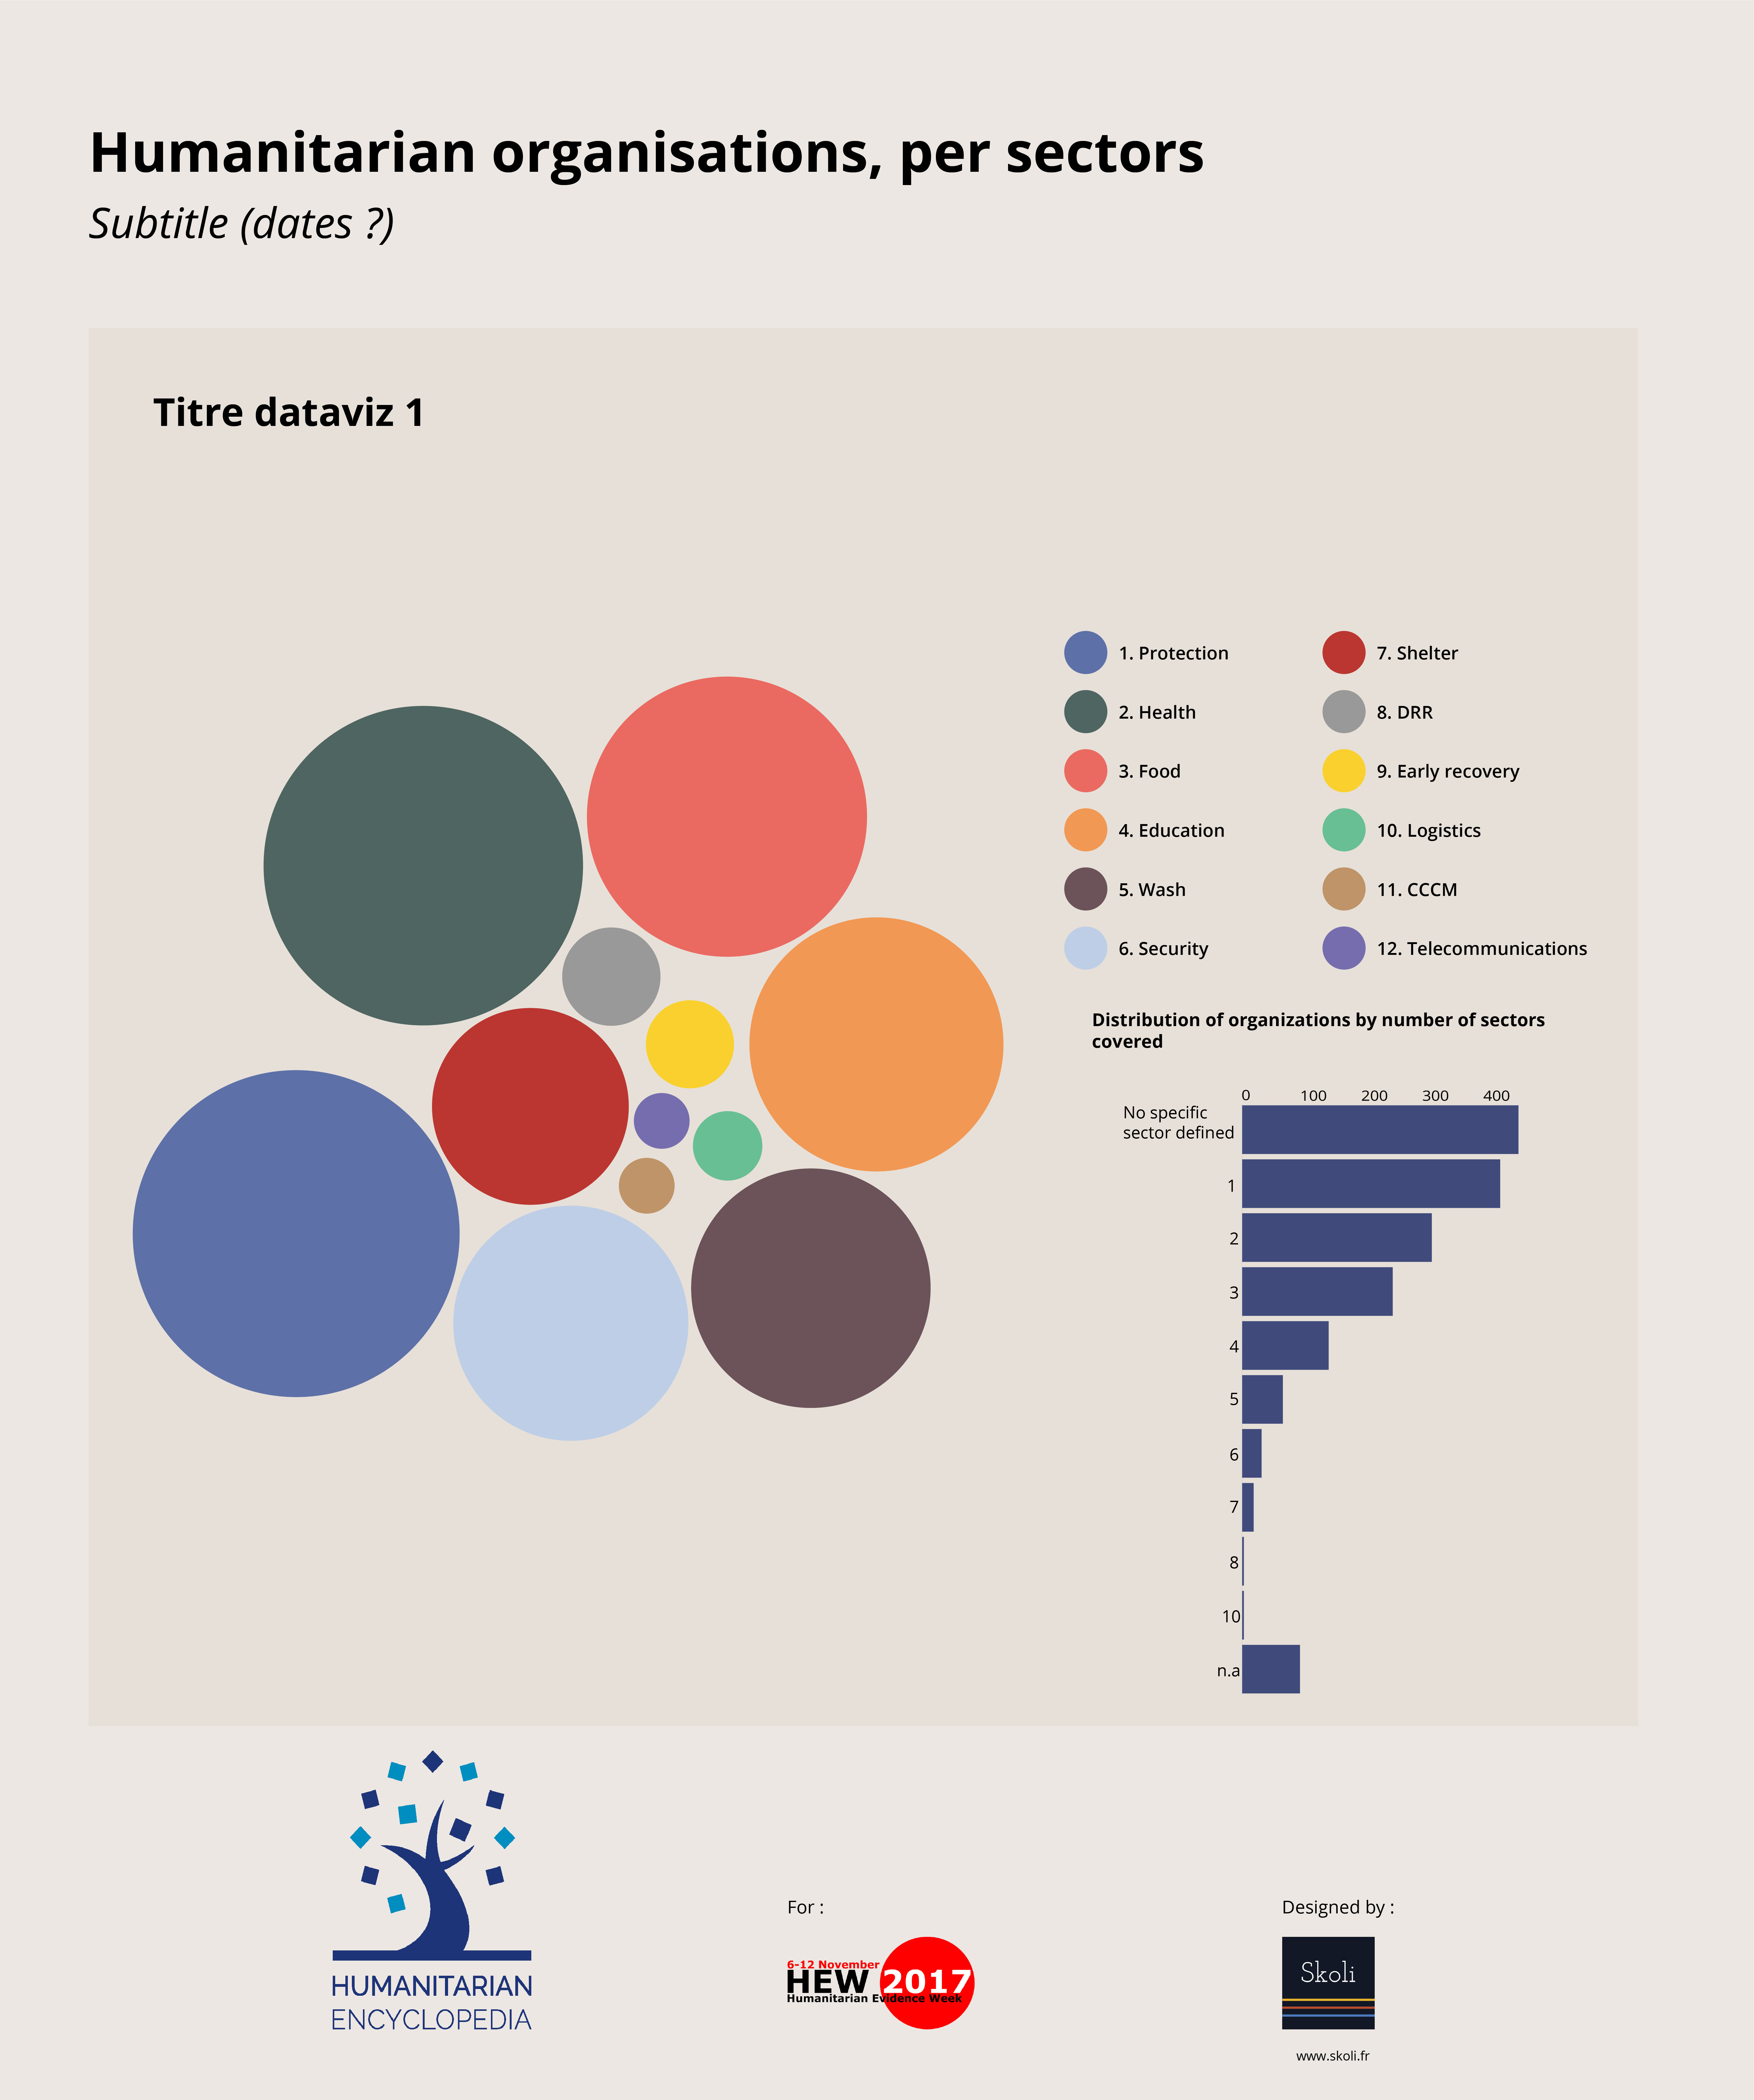 Humanitarian organisations, per sectors
Subtitle (dates ?)
Titre dataviz 1
1. Protection
2. Health
3. Food
4. Education
5. Wash
6. Security
7. Shelter
8. DRR
9. Early recovery
10. Logistics
11. CCCM
12. Telecommunications
Distribution of organizations by number of sectors
covered
0 100 200 300 400
No specific
sector defined
1
2
3
4
5
6
7
8
10
n.a
HUMANITARIAN
ENCYCLOPEDIA
For :
6-12 November
HEW 2017
Humanitarian Evidence Week
Designed by :
Skoli
www.skoli.fr